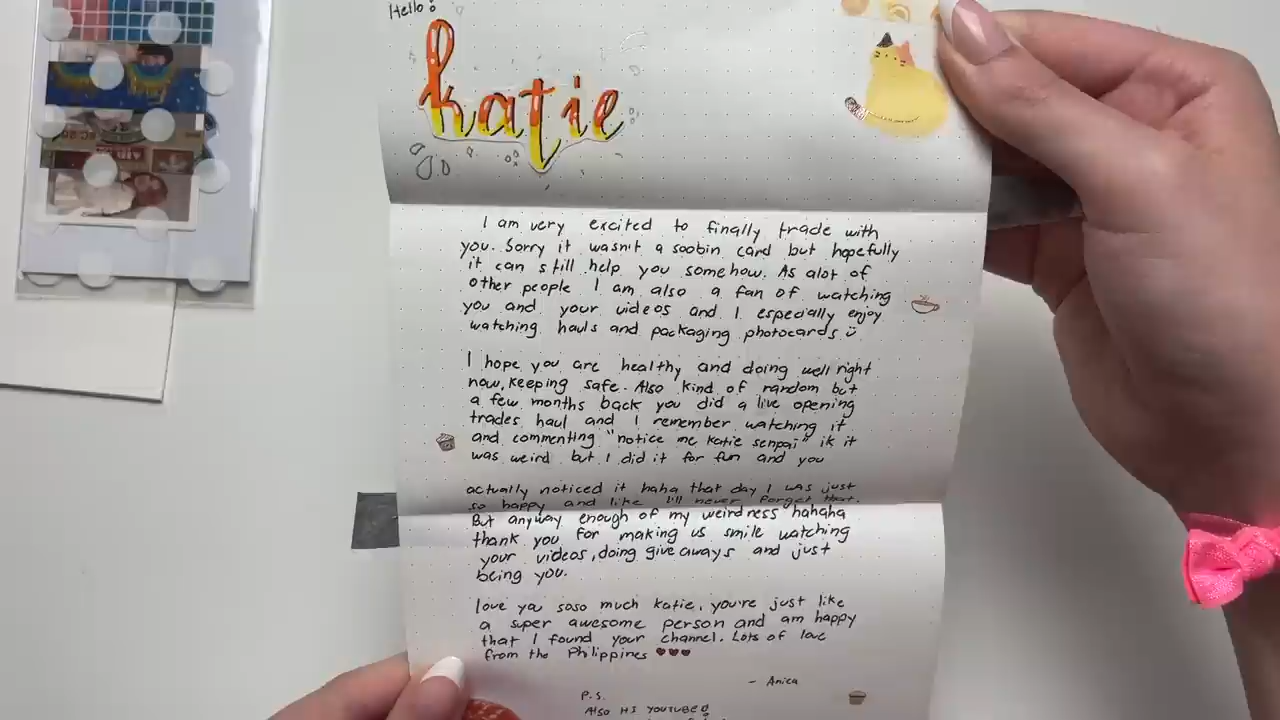 Hello!
katie
I am very excited to finally trade with
you. Sorry it wasn't a soobin card but hopefully
it can still help you somehow. As alot of
other people I am also a fan of watching
you and your videos and I especially enjoy
watching hauls and packaging photocards.
I hope you are healthy and doing well right
now, keeping safe. Also kind of random but
a few months back you did a live opening
trades haul and I remember watching it
and commenting "notice me katie senpai" ik it
was weird but I did it for fun and you
actually noticed it haha that day I was just
so happy and like I'll never forget that.
But anyway enough of my weirdness hahaha
thank you for making us smile watching
your videos, doing give aways and just
being you.
love ya soso much katie, you're just like
a super awesome person and am happy
that I found your channel. Lots of love
from the Philippines ♥♥♥
- Anica
P.S.
Also HI YOUTUBE!